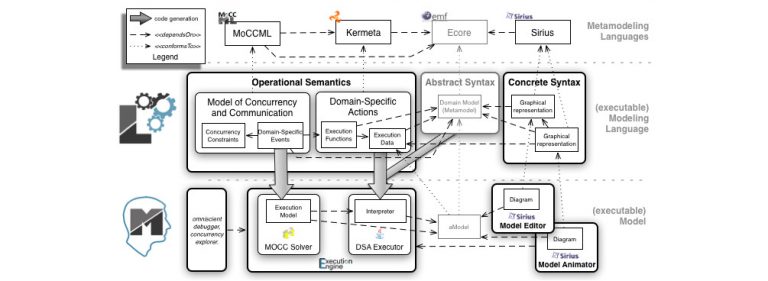 code generation
<<dependsOn>>
<<conformsTo>>
Legend
MoCC
ML
MoCCML
Kermeta
emf
Ecore
Sirius
Sirius
Metamodeling
Languages
Operational Semantics
Model of Concurrency
and Communication
Concurrency
Constraints
Domain-Specific
Events
Domain-Specific
Actions
Execution
Functions
Execution
Data
Abstract Syntax
Domain Model
(Metamodel)
Concrete Syntax
Graphical
representation
Graphical
representation
(executable)
Modeling
Language
L
M
omniscient
debugger,
concurrency
explorer.
Execution
Model
MOCC Solver
Interpreter
DSA Executor
Execution
Engine
aModel
Diagram
Sirius
Model Editor
Diagram
Sirius
Model Animator
(executable)
Model